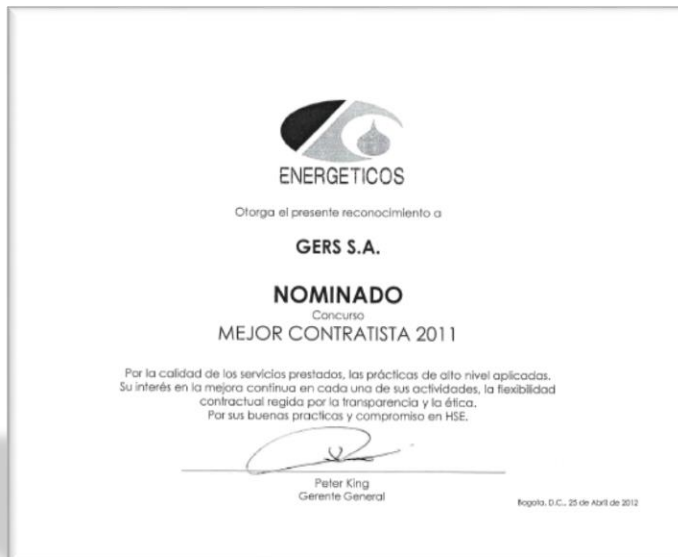 ENERGETICOS
Otorga el presente reconocimiento a
GERS S.A.
NOMINADO
Concurso
MEJOR CONTRATISTA 2011
Por la calidad de los servicios prestados, las prácticas de alto nivel aplicadas.
Su interés en la mejora continua en cada una de sus actividades, la flexibilidad
contractual regida por la transparencia y la ética.
Por sus buenas practicas y compromiso en HSE.
Peter King
Gerente General
Bogota, D.C., 25 de Abril de 2012